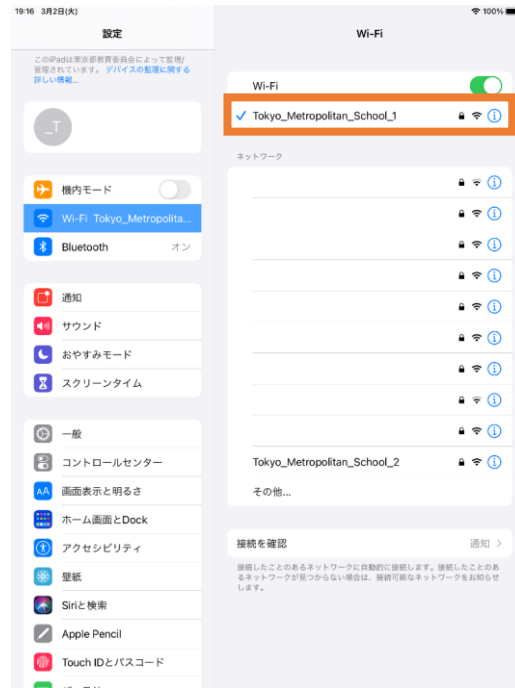 19:16 3月2日(火)
100%
設定
Wi-Fi
このiPadは東京都教育委員会によって監理/
管理されています。デバイスの監理に関する
詳しい情報...
_T
機内モード
Wi-Fi Tokyo_Metropolita...
Bluetooth オン
通知
サウンド
おやすみモード
スクリーンタイム
一般
コントロールセンター
AA 画面表示と明るさ
ホーム画面とDock
アクセシビリティ
壁紙
Siriと検索
Apple Pencil
Touch IDとパスコード
Wi-Fi
Tokyo_Metropolitan_School_1
ネットワーク
Tokyo_Metropolitan_School_2
その他...
接続を確認 通知
接続したことのあるネットワークに自動的に接続します。接続したことのあ
るネットワークが見つからない場合は、接続可能なネットワークをお知らせ
します。